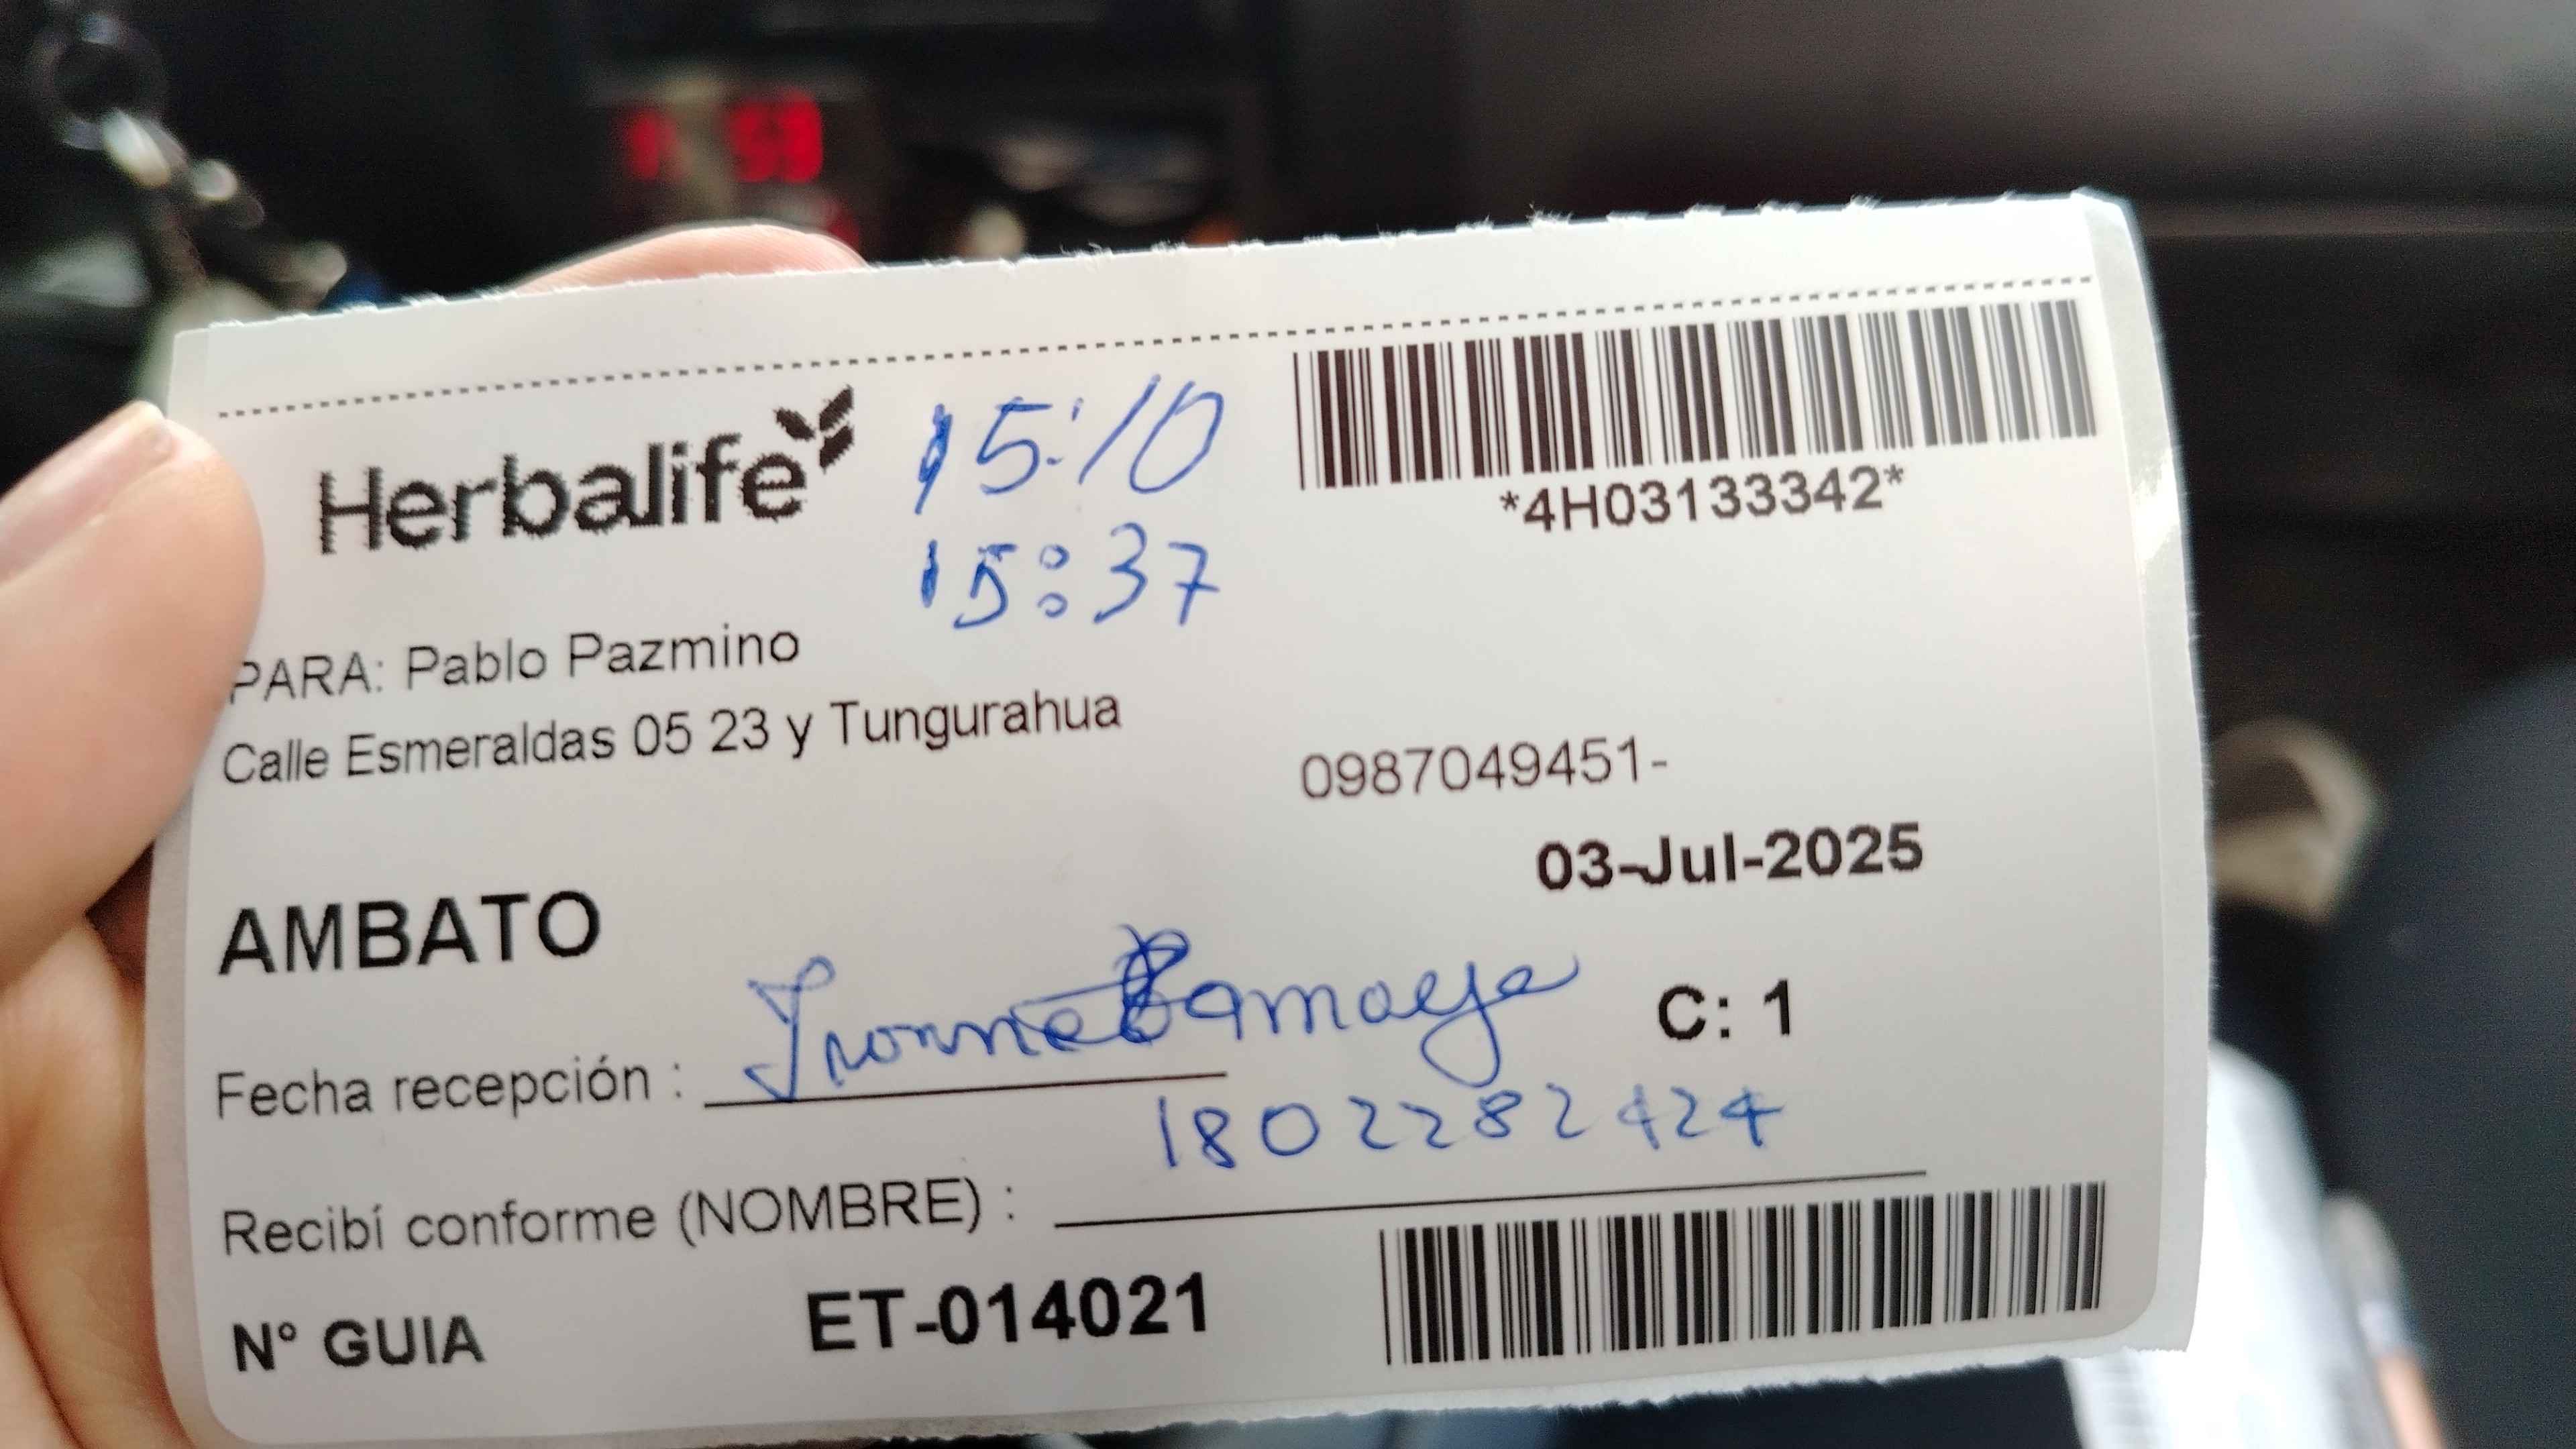 Herbalife
15:10
15:37
*4H03133342*
PARA: Pablo Pazmino
Calle Esmeraldas 05 23 y Tungurahua
0987049451-
03-Jul-2025
AMBATO
C: 1
Fecha recepción : Ivonne
1802282424
Recibí conforme (NOMBRE) :
N° GUIA ET-014021